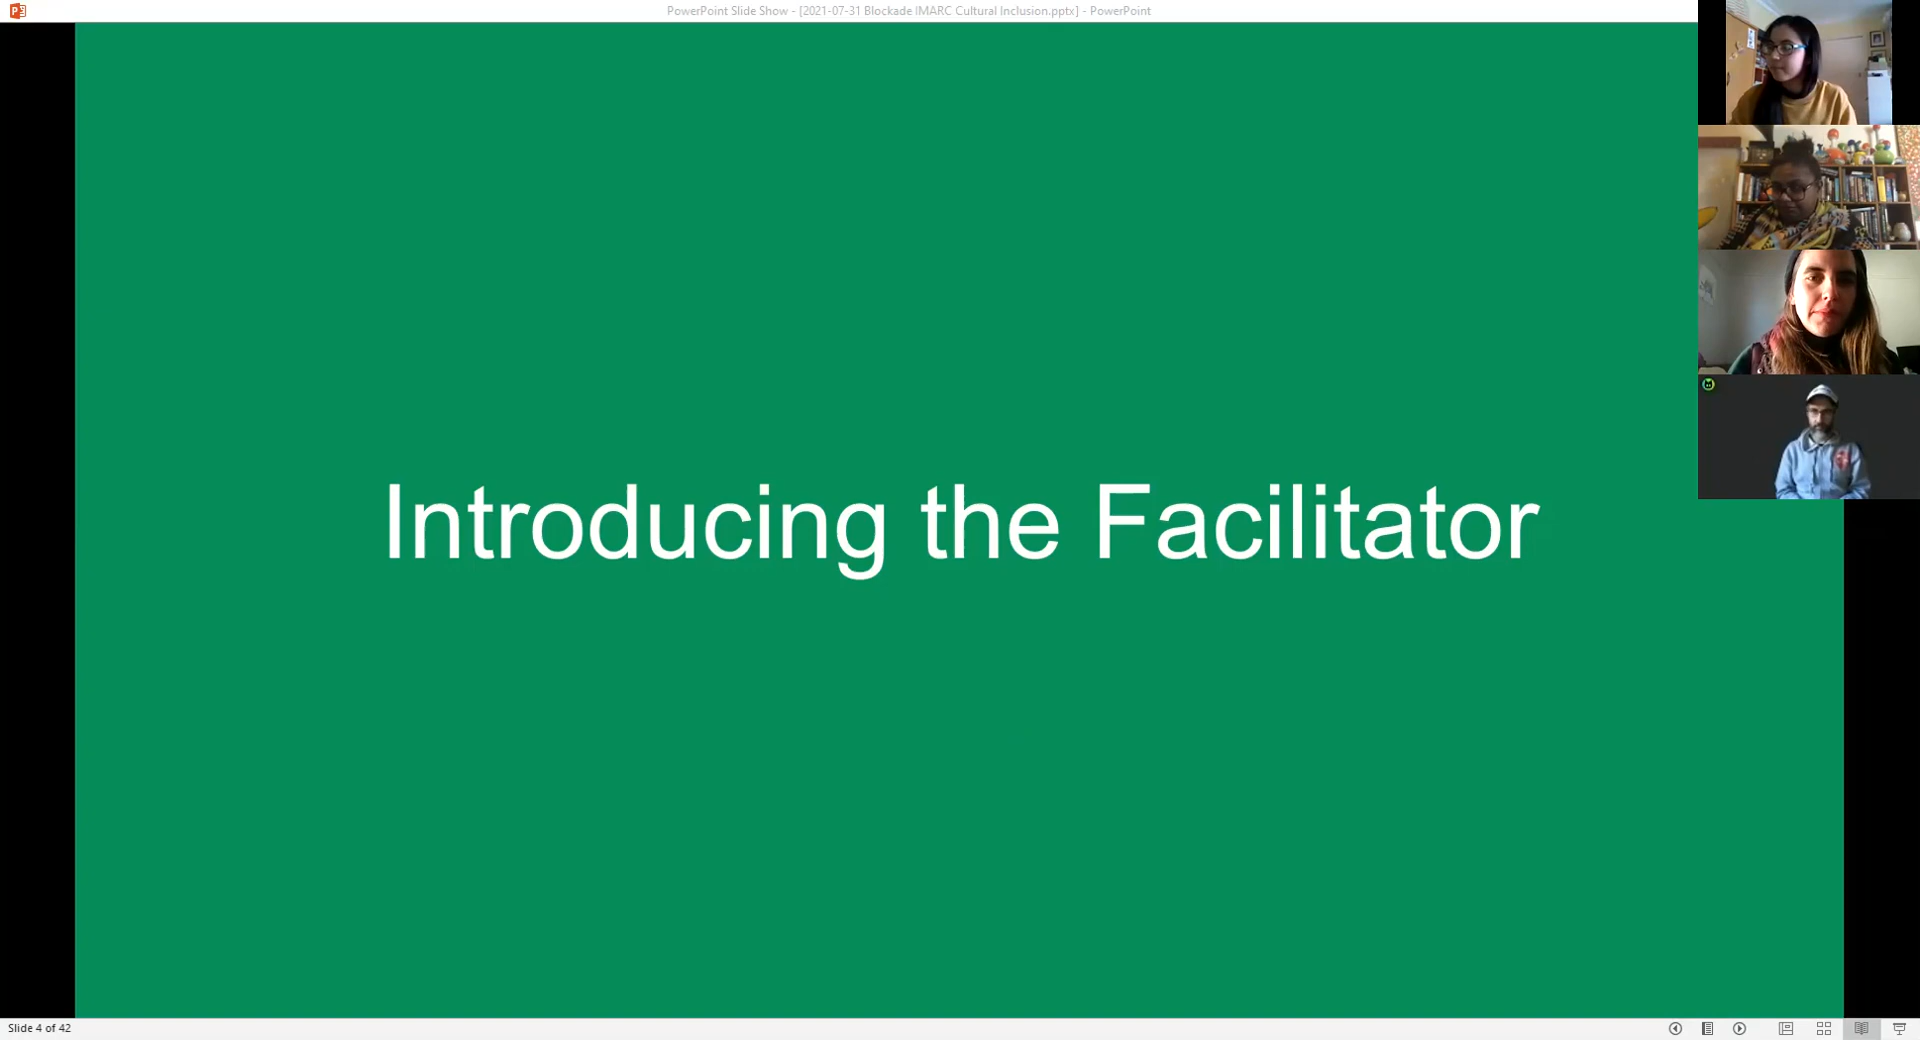 PowerPoint Slide Show - [2021-07-31 Blockade IMARC Cultural Inclusion.pptx] - PowerPoint
Introducing the Facilitator
Slide 4 of 42